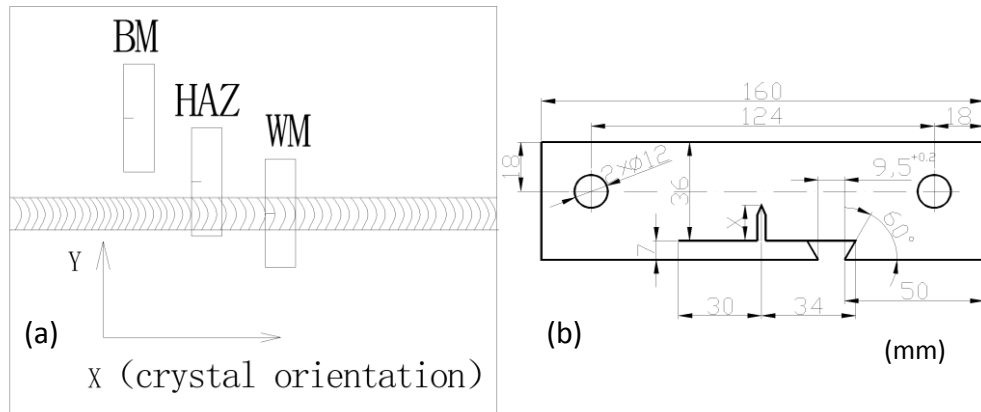 BM
HAZ
WM
Y
(a)
X (crystal orientation)
160
124
18
18
2ר12
36
9,5+0.2
X
60°
7
30
34
50
(b)
(mm)